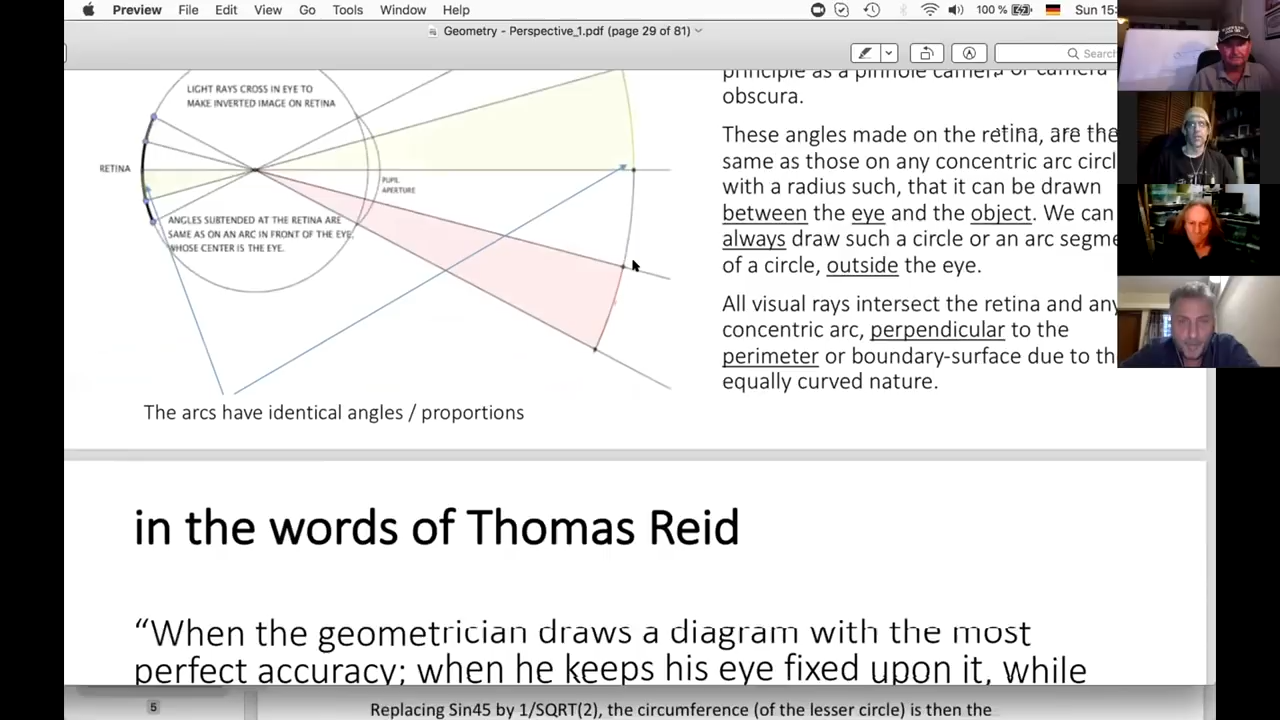 Preview File Edit View Go Tools Window Help 100 % Sun 15:
Geometry - Perspective_1.pdf (page 29 of 81)
Search
LIGHT RAYS CROSS IN EYE TO
MAKE INVERTED IMAGE ON RETINA
RETINA
PUPIL
APERTURE
ANGLES SUBTENDED AT THE RETINA ARE
SAME AS ON AN ARC IN FRONT OF THE EYE,
WHOSE CENTER IS THE EYE.
The arcs have identical angles / proportions
principle as a pinhole camera or camera
obscura.
These angles made on the retina, are the
same as those on any concentric arc circl
with a radius such, that it can be drawn
between the eye and the object. We can
always draw such a circle or an arc segme
of a circle, outside the eye.
All visual rays intersect the retina and any
concentric arc, perpendicular to the
perimeter or boundary-surface due to th
equally curved nature.
in the words of Thomas Reid
“When the geometrician draws a diagram with the most
perfect accuracy; when he keeps his eye fixed upon it, while
5
Replacing Sin45 by 1/SQRT(2), the circumference (of the lesser circle) is then the